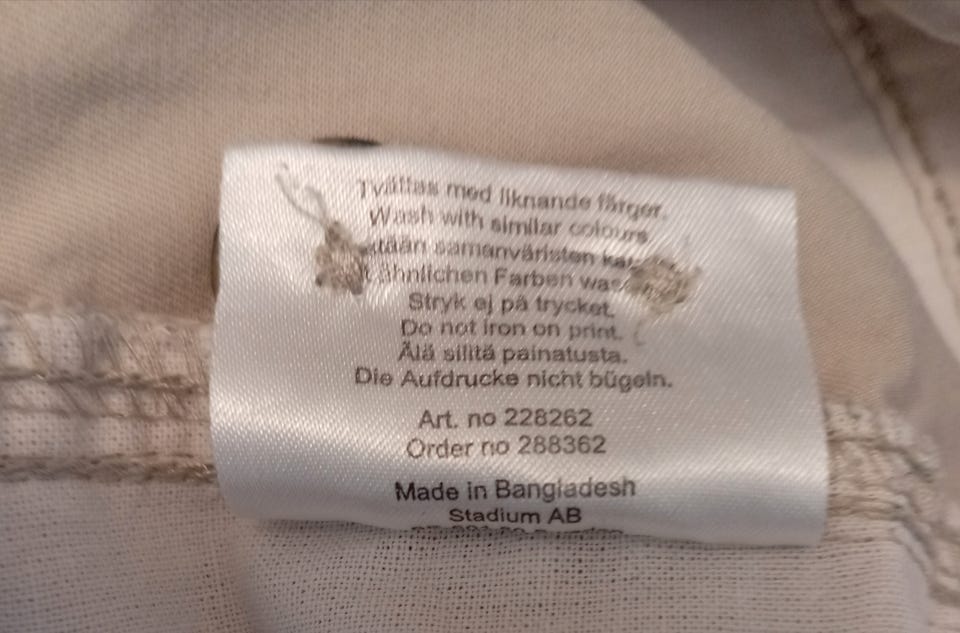 Tvättas med liknande färger.
Wash with similar colours.
samanväristen
ähnlichen Farben
Stryk ej på trycket.
Do not iron on print.
Älä silitä painatusta.
Die Aufdrucke nicht bügeln.
Art. no 228262
Order no 288362
Made in Bangladesh
Stadium AB